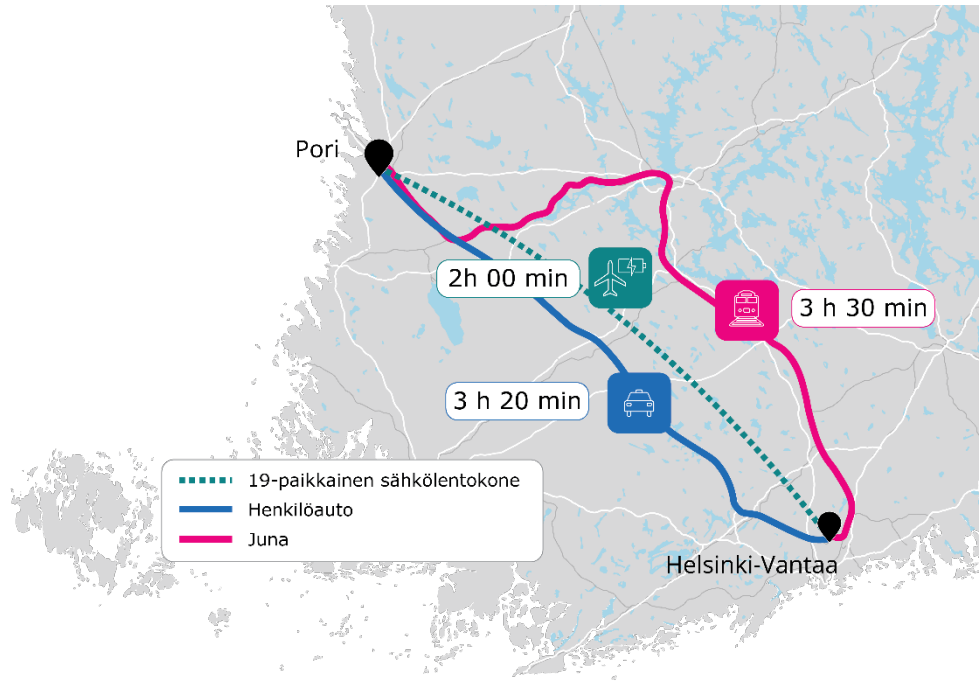 Pori
2h 00 min
3 h 30 min
3 h 20 min
19-paikkainen sähkölentokone
Henkilöauto
Juna
Helsinki-Vantaa